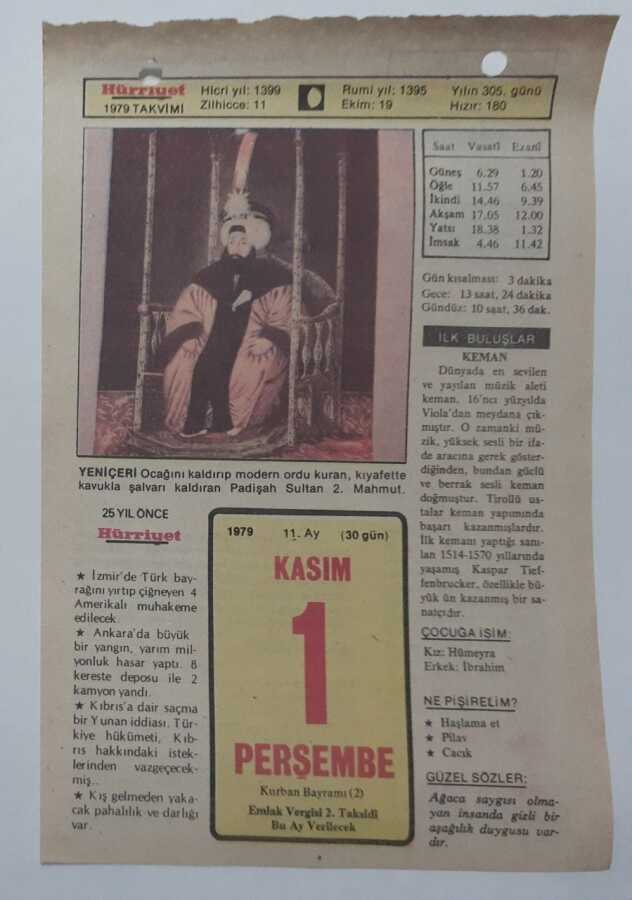 Hürriyet
1979 TAKVİMİ
Hicri yıl: 1399
Zilhicce: 11
Rumi yıl: 1395
Ekim: 19
Yılın 305. günü
Hızır: 180
Saat Vasatî Ezanî
Güneş 6.29 1.20
Öğle 11.57 6.45
İkindi 14.46 9.39
Akşam 17.05 12.00
Yatsı 18.38 1.32
İmsak 4.46 11.42
Gün kısalması: 3 dakika
Gece: 13 saat, 24 dakika
Gündüz: 10 saat, 36 dak.
YENİÇERİ Ocağını kaldırıp modern ordu kuran, kıyafette
kavukla şalvarı kaldıran Padişah Sultan 2. Mahmut.
İLK BULUŞLAR
KEMAN
Dünyada en sevilen
ve yayılan müzik aleti
keman, 16'ncı yüzyılda
Viola'dan meydana çık-
mıştır. O zamanki mü-
zik, yüksek sesli bir ifa-
de aracına gerek göster-
diğinden, bundan güçlü
ve berrak sesli keman
doğmuştur. Tirollü us-
talar keman yapımında
başarı kazanmışlardır.
İlk kemanı yaptığı sanı-
lan 1514-1570 yıllarında
yaşamış Kaspar Tief-
fenbrucker, özellikle bü-
yük ün kazanmış bir sa-
natçıdır.
ÇOCUĞA İSİM:
Kız: Hümeyra
Erkek: İbrahim
NE PİŞİRELİM?
★ Haşlama et
★ Pilav
★ Cacık
GÜZEL SÖZLER:
Ağaca saygısı olma-
yan insanda gizli bir
aşağılık duygusu var-
dır.
25 YIL ÖNCE
Hürriyet
★ İzmir'de Türk bay-
rağını yırtıp çiğneyen 4
Amerikalı muhakeme
edilecek.
★ Ankara'da büyük
bir yangın, yarım mil-
yonluk hasar yaptı. 8
kereste deposu ile 2
kamyon yandı.
★ Kıbrıs'a dair saçma
bir Yunan iddiası. Tür-
kiye hükümeti, Kıb-
rıs hakkındaki istek-
lerinden vazgeçecek-
miş..
★ Kış gelmeden yaka-
cak pahalılık ve darlığı
var.
1979 11. Ay (30 gün)
KASIM
1
PERŞEMBE
Kurban Bayramı (2)
Emlak Vergisi 2. Taksidi
Bu Ay Verilecek